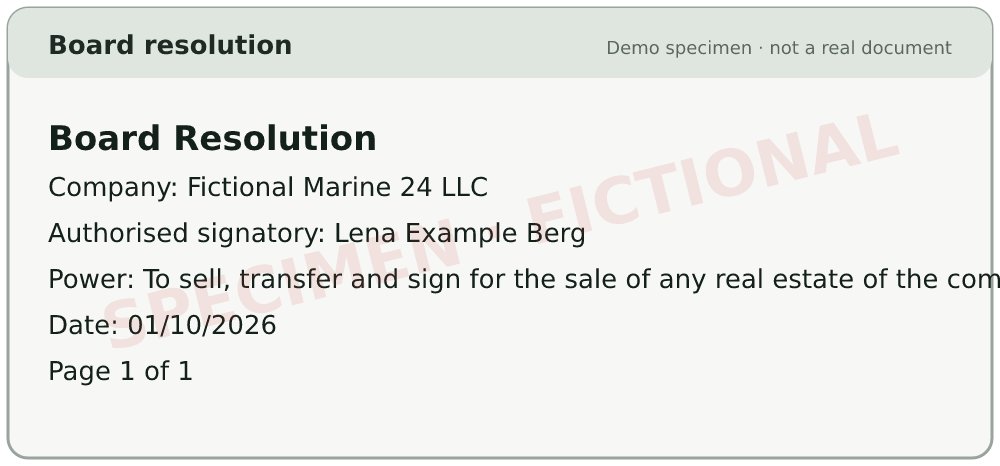 Board resolution
Demo specimen · not a real document
Board Resolution
Company: Fictional Marine 24 LLC
Authorised signatory: Lena Example Berg
Power: To sell, transfer and sign for the sale of any real estate of the
Date: 01/10/2026
Page 1 of 1
SPECIMEN · FICTIONAL